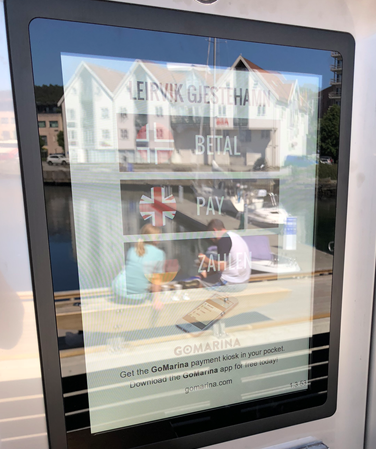 LEIRVIK GJESTEHAMN
BETAL
PAY
ZAHLEN
GOMARINA
Get the GoMarina payment kiosk in your pocket.
Download the GoMarina app for free today!
gomarina.com